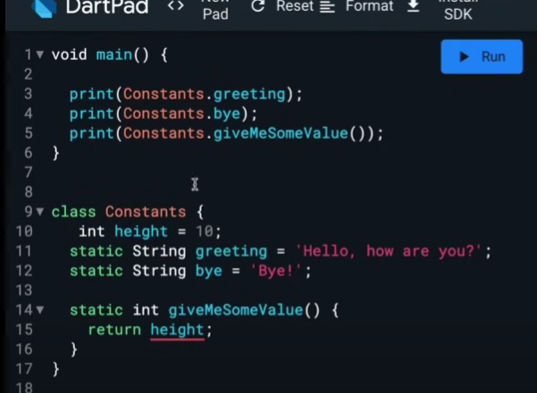 DartPad <> Pad Reset Format SDK
1 void main() {
2
3 print(Constants.greeting);
4 print(Constants.bye);
5 print(Constants.giveMeSomeValue());
6 }
7
8
9 class Constants {
10 int height = 10;
11 static String greeting = 'Hello, how are you?';
12 static String bye = 'Bye!';
13
14 static int giveMeSomeValue() {
15 return height;
16 }
17 }
18
Run